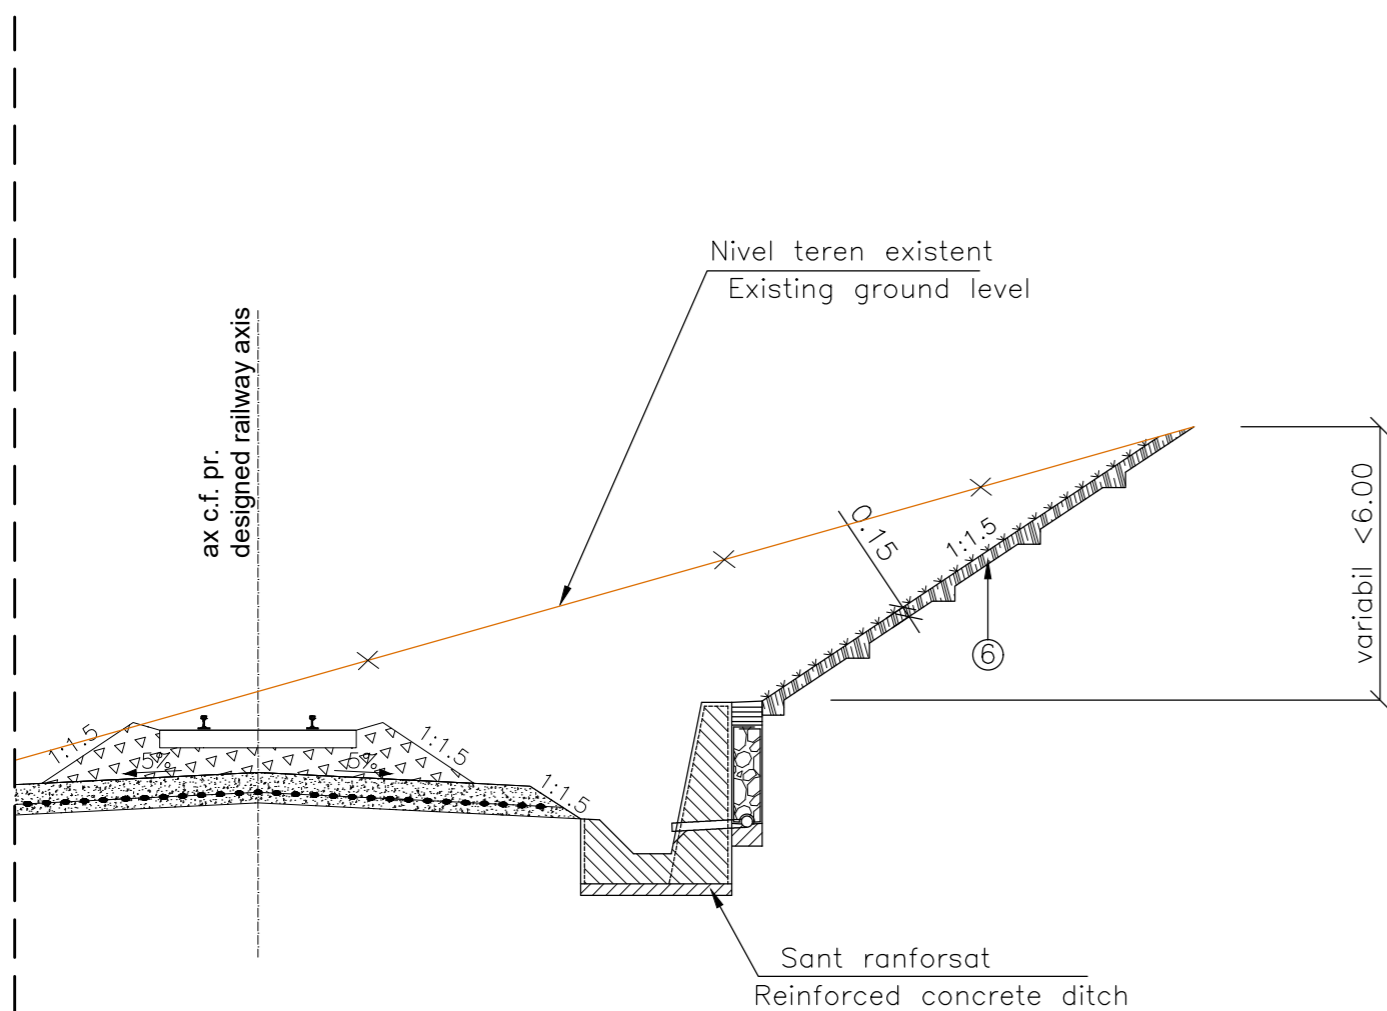 Nivel teren existent
Existing ground level
ax c.f. pr.
designed railway axis
0.15
1:1.5
variabil <6.00
6
1:1.5
1:1.5
5%
5%
1:1.5
Sant ranforsat
Reinforced concrete ditch